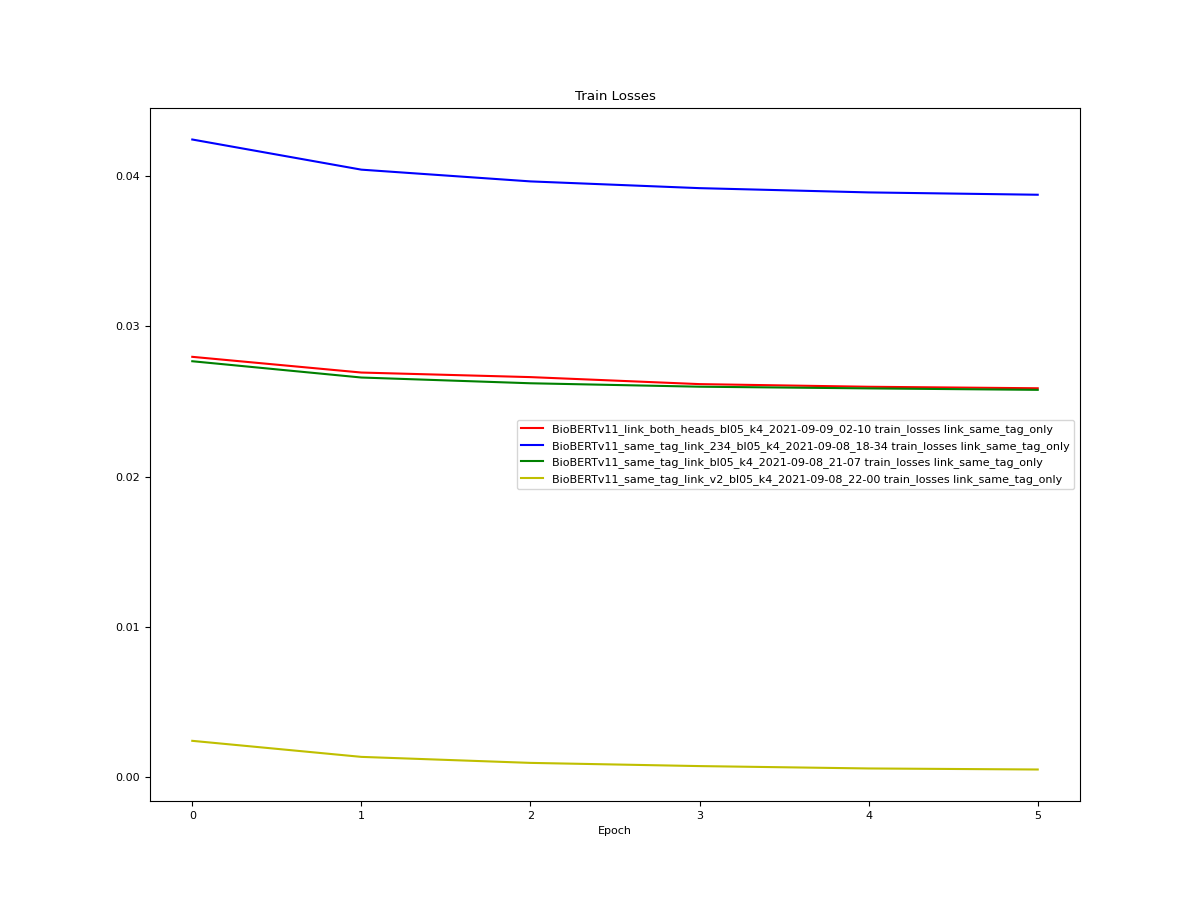 Train Losses
0.04
0.03
0.02
0.01
0.00
BioBERTv11_link_both_heads_bl05_k4_2021-09-09_02-10 train_losses link_same_tag_only
BioBERTv11_same_tag_link_234_bl05_k4_2021-09-08_18-34 train_losses link_same_tag_only
BioBERTv11_same_tag_link_bl05_k4_2021-09-08_21-07 train_losses link_same_tag_only
BioBERTv11_same_tag_link_v2_bl05_k4_2021-09-08_22-00 train_losses link_same_tag_only
0 1 2 3 4 5
Epoch